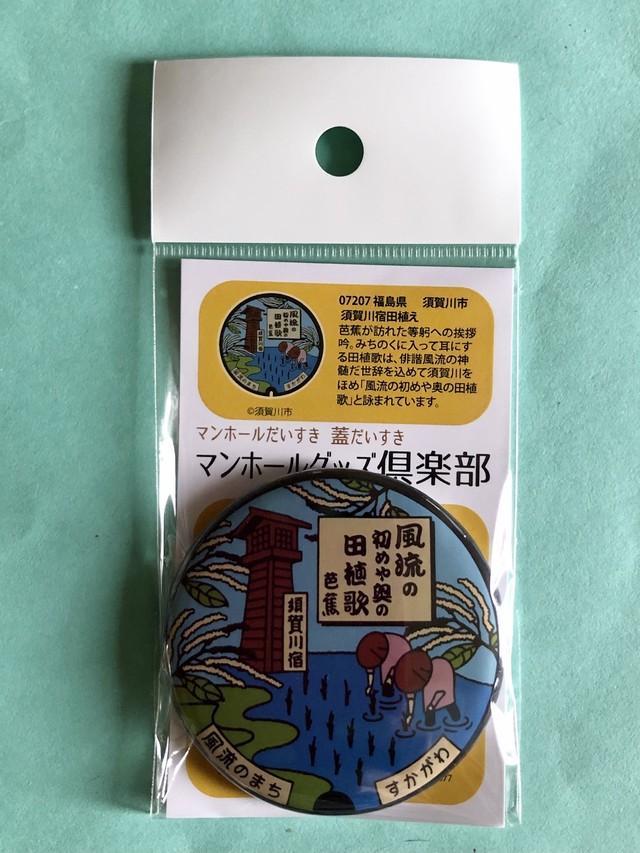 07207 福島県 須賀川市
須賀川宿田植え
芭蕉が訪れた等躬への挨拶
吟。みちのくに入って耳にす
る田植歌は、俳諧風流の神
髄だ世辞を込めて須賀川を
ほめ「風流の初めや奥の田植
歌」と詠まれています。
©須賀川市
マンホールだいすき 蓋だいすき
マンホールグッズ倶楽部
風流の
初めや奥の
田植歌
芭蕉
須賀川宿
風流のまち
すかがわ